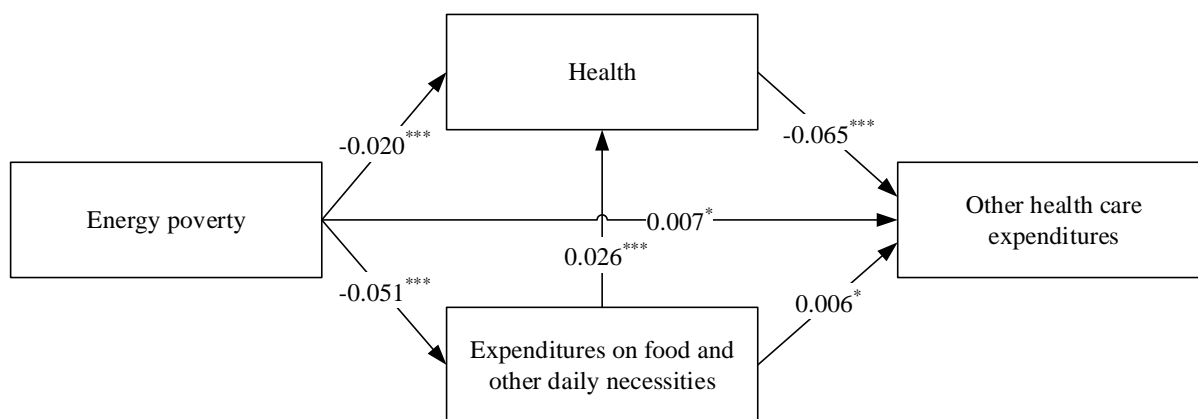 Health
-0.020***
-0.065***
Energy poverty
0.007*
Other health care
expenditures
0.026***
-0.051***
0.006*
Expenditures on food and
other daily necessities